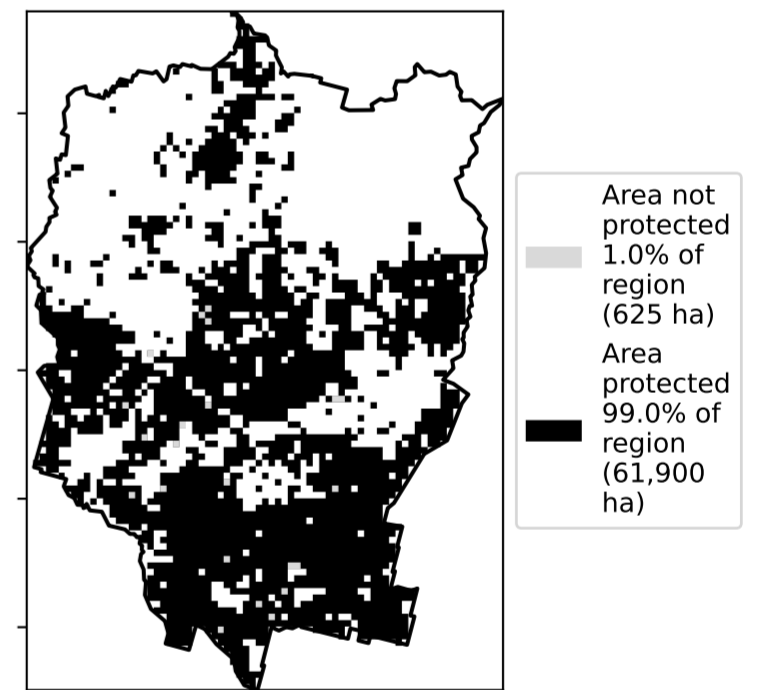 Area not
protected
1.0% of
region
(625 ha)
Area
protected
99.0% of
region
(61,900
ha)